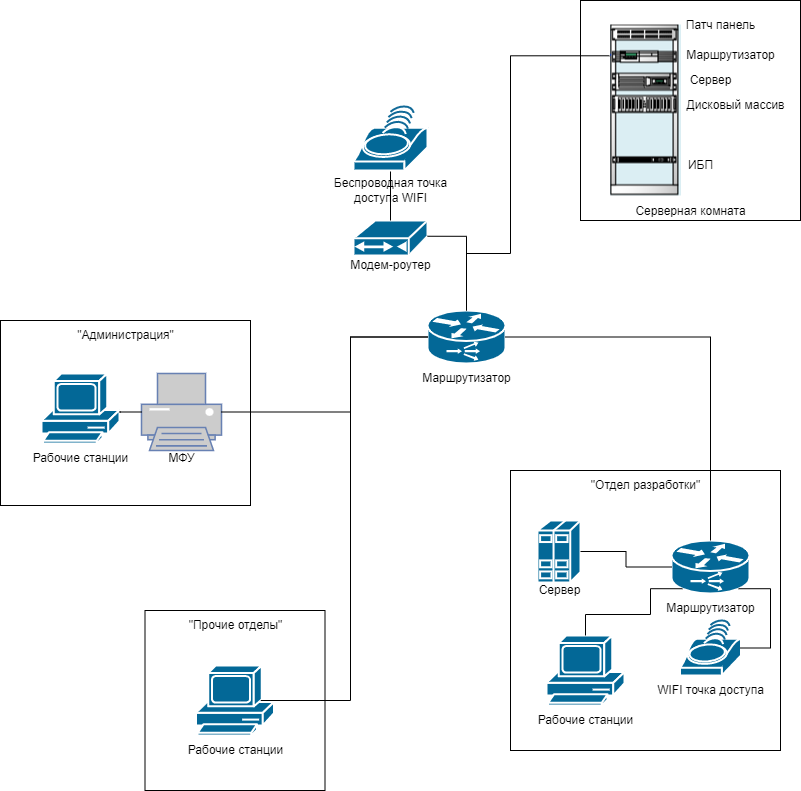 Патч панель
Маршрутизатор
Сервер
Дисковый массив
ИБП
Серверная комната
Беспроводная точка
доступа WIFI
Модем-роутер
Маршрутизатор
"Администрация"
Рабочие станции
МФУ
"Отдел разработки"
Сервер
Маршрутизатор
WIFI точка доступа
Рабочие станции
"Прочие отделы"
Рабочие станции